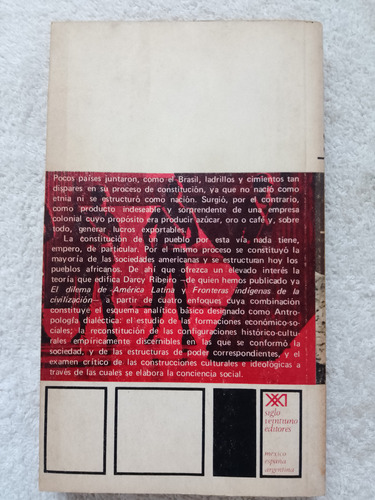 Pocos países juntaron, como el Brasil, ladrillos y cimientos tan
dispares en su proceso de constitución, ya que no nació como
etnia ni se estructuró como nación. Surgió, por el contrario,
como producto indeseable y sorprendente de una empresa
colonial cuyo propósito era producir azúcar, oro o café y, sobre
todo, generar lucros exportables.
La constitución de un pueblo por esta vía nada tiene,
empero, de particular. Por el mismo proceso se constituyó la
mayoría de las sociedades americanas y se estructuran hoy los
pueblos africanos. De ahí que ofrezca un elevado interés la
teoría que edifica Darcy Ribeiro —de quien hemos publicado ya
El dilema de América Latina y Fronteras indígenas de la
civilización— a partir de cuatro enfoques cuya combinación
constituye el esquema analítico básico designado como Antro-
pología dialéctica: el estudio de las formaciones económico-so-
ciales; la reconstitución de las configuraciones histórico-cultu-
rales empíricamente discernibles en las que se conformó la
sociedad, y de las estructuras de poder correspondientes, y el
examen crítico de las construcciones culturales e ideológicas a
través de las cuales se elabora la conciencia social.
siglo
veintiuno
editores
méxico
españa
argentina